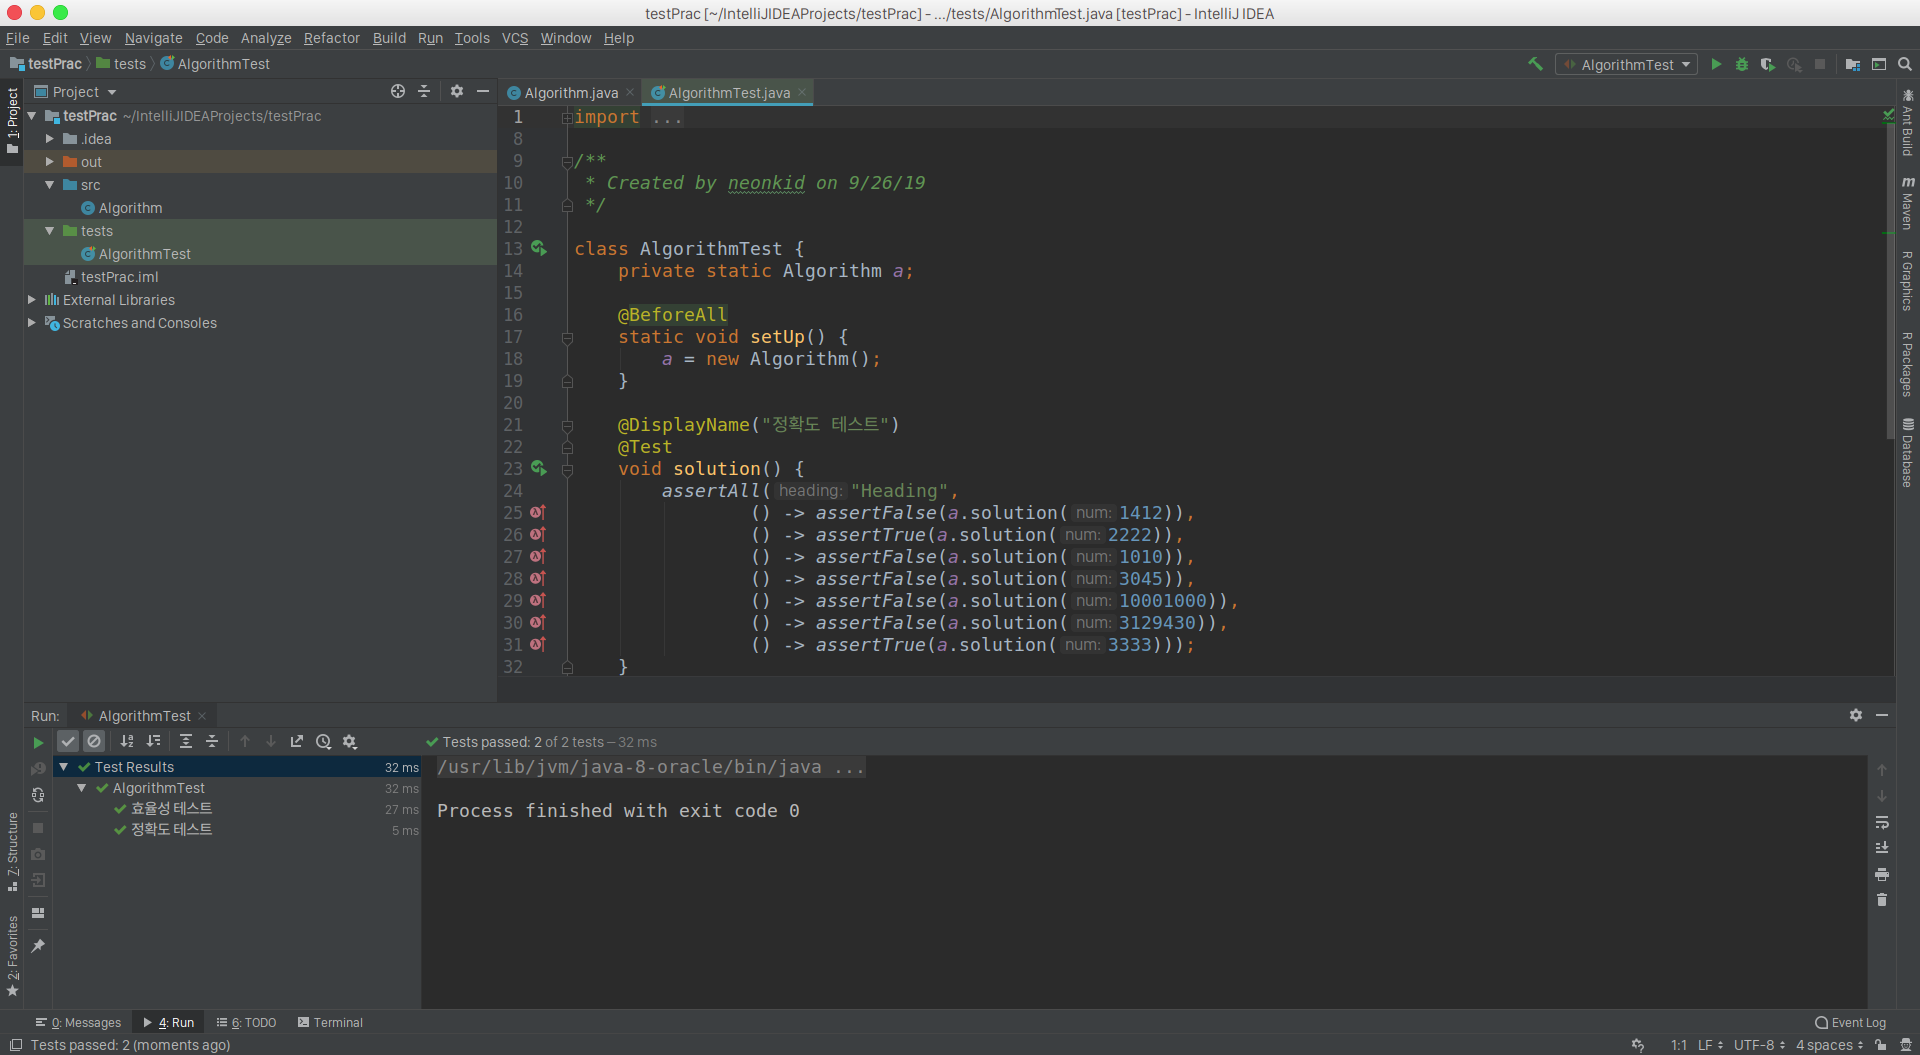 testPrac [~/IntelliJIDEAProjects/testPrac] - .../tests/AlgorithmTest.java [testPrac] - IntelliJ IDEA
File Edit View Navigate Code Analyze Refactor Build Run Tools VCS Window Help
testPrac tests AlgorithmTest AlgorithmTest
Project
Algorithm.java AlgorithmTest.java
testPrac ~/IntelliJIDEAProjects/testPrac
.idea
out
src
Algorithm
tests
AlgorithmTest
testPrac.iml
External Libraries
Scratches and Consoles
1: Project
7: Structure
2: Favorites
1 import ...
8
9 /**
10 * Created by neonkid on 9/26/19
11 */
12
13 class AlgorithmTest {
14 private static Algorithm a;
15
16 @BeforeAll
17 static void setUp() {
18 a = new Algorithm();
19 }
20
21 @DisplayName("정확도 테스트")
22 @Test
23 void solution() {
24 assertAll( heading: "Heading",
25 () -> assertFalse(a.solution( num: 1412)),
26 () -> assertTrue(a.solution( num: 2222)),
27 () -> assertFalse(a.solution( num: 1010)),
28 () -> assertFalse(a.solution( num: 3045)),
29 () -> assertFalse(a.solution( num: 10001000)),
30 () -> assertFalse(a.solution( num: 3129430)),
31 () -> assertTrue(a.solution( num: 3333)));
32 }
Ant Build
m Maven
R Graphics
R Packages
Database
Run: AlgorithmTest
Tests passed: 2 of 2 tests – 32 ms
Test Results 32 ms
AlgorithmTest 32 ms
효율성 테스트 27 ms
정확도 테스트 5 ms
/usr/lib/jvm/java-8-oracle/bin/java ...
Process finished with exit code 0
0: Messages 4: Run 6: TODO Terminal Event Log
Tests passed: 2 (moments ago) 1:1 LF UTF-8 4 spaces